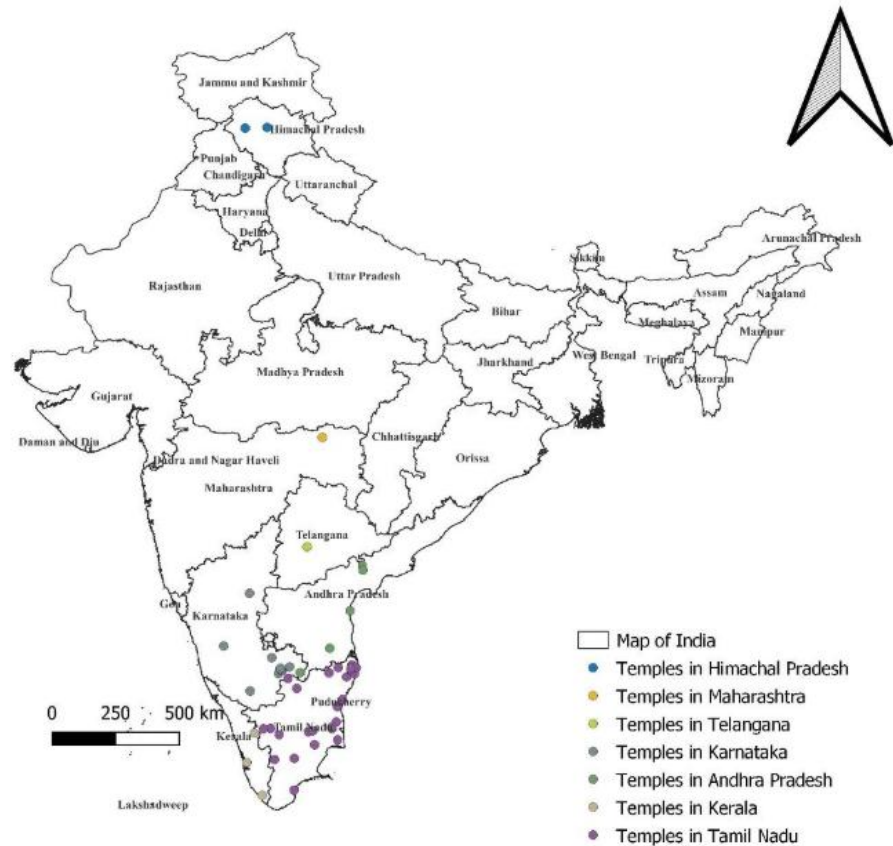 Jammu and Kashmir
Himachal Pradesh
Punjab
Chandigarh
Uttaranchal
Haryana
Delhi
Arunachal Pradesh
Sikkim
Uttar Pradesh
Rajasthan
Assam
Nagaland
Bihar
Meghalaya
Manipur
Jharkhand
West Bengal
Tripura
Madhya Pradesh
Mizoram
Gujarat
Chhattisgarh
Daman and Diu
Orissa
Dadra and Nagar Haveli
Maharashtra
Telangana
Andhra Pradesh
Goa
Karnataka
Puducherry
Tamil Nadu
Kerala
Lakshadweep
0 250 500 km
Map of India
Temples in Himachal Pradesh
Temples in Maharashtra
Temples in Telangana
Temples in Karnataka
Temples in Andhra Pradesh
Temples in Kerala
Temples in Tamil Nadu